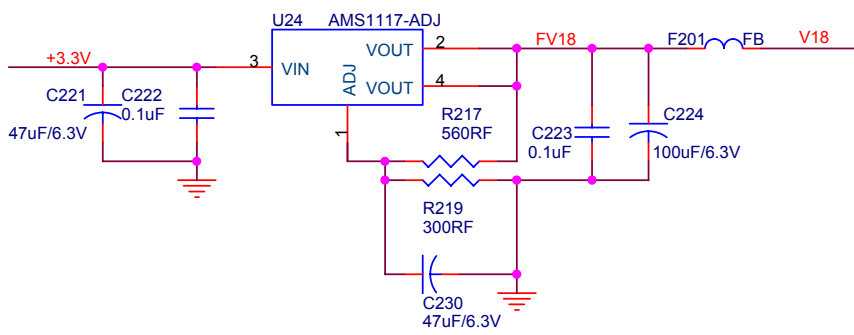 U24 AMS1117-ADJ
+3.3V
3
VIN
ADJ
VOUT
VOUT
2
4
1
FV18
F201
FB
V18
C221
47uF/6.3V
C222
0.1uF
R217
560RF
R219
300RF
C223
0.1uF
C224
100uF/6.3V
C230
47uF/6.3V